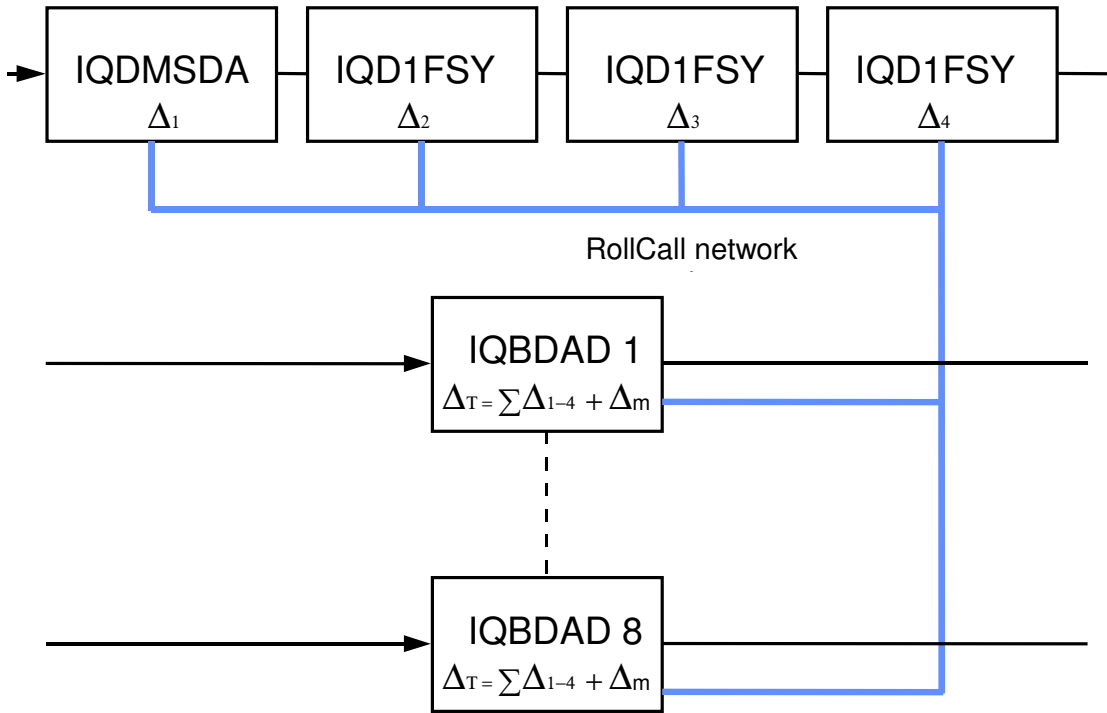 IQDMSDA IQD1FSY IQD1FSY IQD1FSY
Δ1 Δ2 Δ3 Δ4
RollCall network
IQBDAD 1
ΔT = ∑Δ1–4 + Δm
IQBDAD 8
ΔT = ∑Δ1–4 + Δm